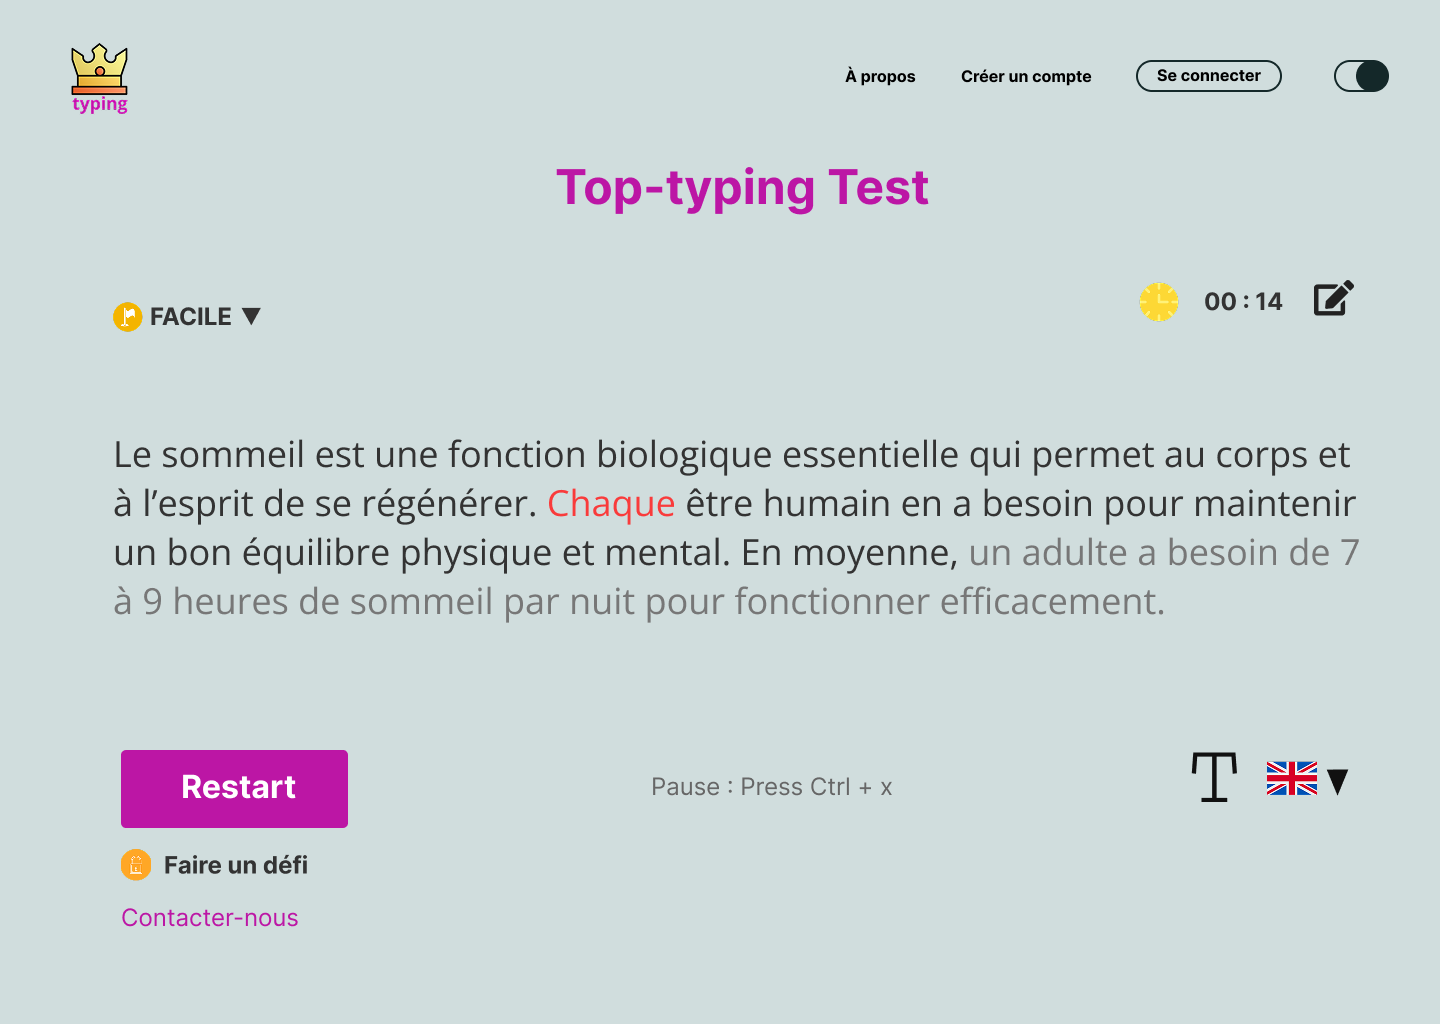 typing
À propos
Créer un compte
Se connecter
Top-typing Test
FACILE ▼
00 : 14
Le sommeil est une fonction biologique essentielle qui permet au corps et
à l’esprit de se régénérer. Chaque être humain en a besoin pour maintenir
un bon équilibre physique et mental. En moyenne, un adulte a besoin de 7
à 9 heures de sommeil par nuit pour fonctionner efficacement.
Restart
Pause : Press Ctrl + x
T
Faire un défi
Contacter-nous